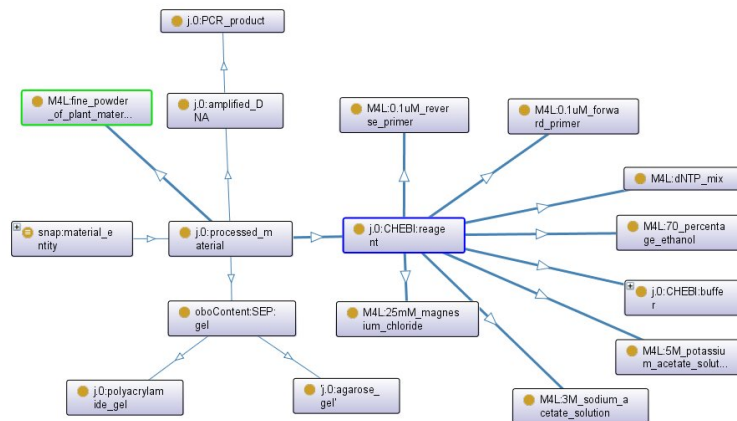 j.0:PCR_product
M4L:fine_powder
_of_plant_mater...
j.0:amplified_D
NA
M4L:0.1uM_reve
rse_primer
M4L:0.1uM_forwa
rd_primer
M4L:dNTP_mix
snap:material_e
ntity
j.0:processed_m
aterial
j.0:CHEBI:reage
nt
M4L:70_percenta
ge_ethanol
j.0:CHEBI:buffe
r
oboContent:SEP:
gel
M4L:25mM_magne
sium_chloride
M4L:5M_potassiu
m_acetate_solut...
j.0:polyacrylam
ide_gel
'j.0:agarose_
gel'
M4L:3M_sodium_a
cetate_solution